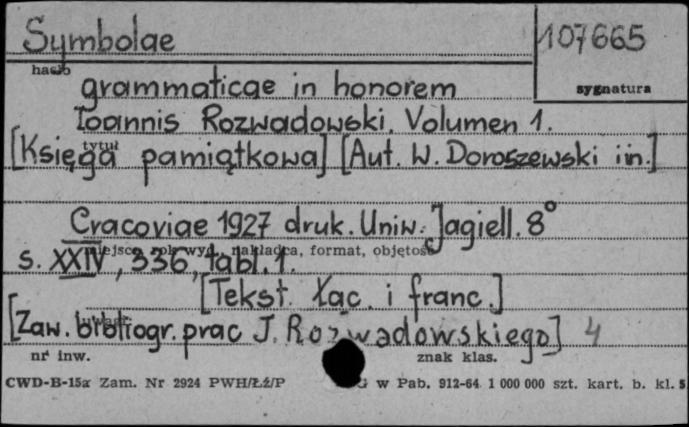 Symbolae 107665
hasło
grammaticae in honorem sygnatura
Ioannis Rozwadowski. Volumen 1.
tytuł
[Księga pamiątkowa] [Aut. W. Doroszewski i in.]
Cracoviae 1927 druk. Uniw. Jagiell. 8°
miejsce, rok wyd., nakładca, format, objętość
s. XXIV, 336, tabl. 1.
[Tekst. łac. i franc.]
[Zaw. bibliogr. prac J. Rozwadowskiego] 4
nr inw. znak klas.
CWD-B-15a Zam. Nr 2924 PWH/Łź/P G w Pab. 912-64 1 000 000 szt. kart. b. kl. 5